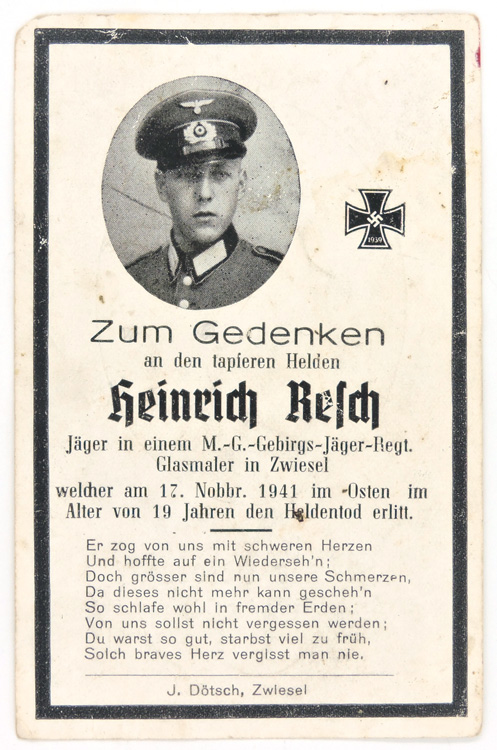 1939
Zum Gedenken
an den tapferen Helden
Heinrich Resch
Jäger in einem M.-G.-Gebirgs-Jäger-Regt.
Glasmaler in Zwiesel
welcher am 17. Nobbr. 1941 im Osten im
Alter von 19 Jahren den Heldentod erlitt.
Er zog von uns mit schweren Herzen
Und hoffte auf ein Wiederseh'n;
Doch grösser sind nun unsere Schmerzen,
Da dieses nicht mehr kann gescheh'n
So schlafe wohl in fremder Erden;
Von uns sollst nicht vergessen werden;
Du warst so gut, starbst viel zu früh,
Solch braves Herz vergisst man nie.
J. Dötsch, Zwiesel